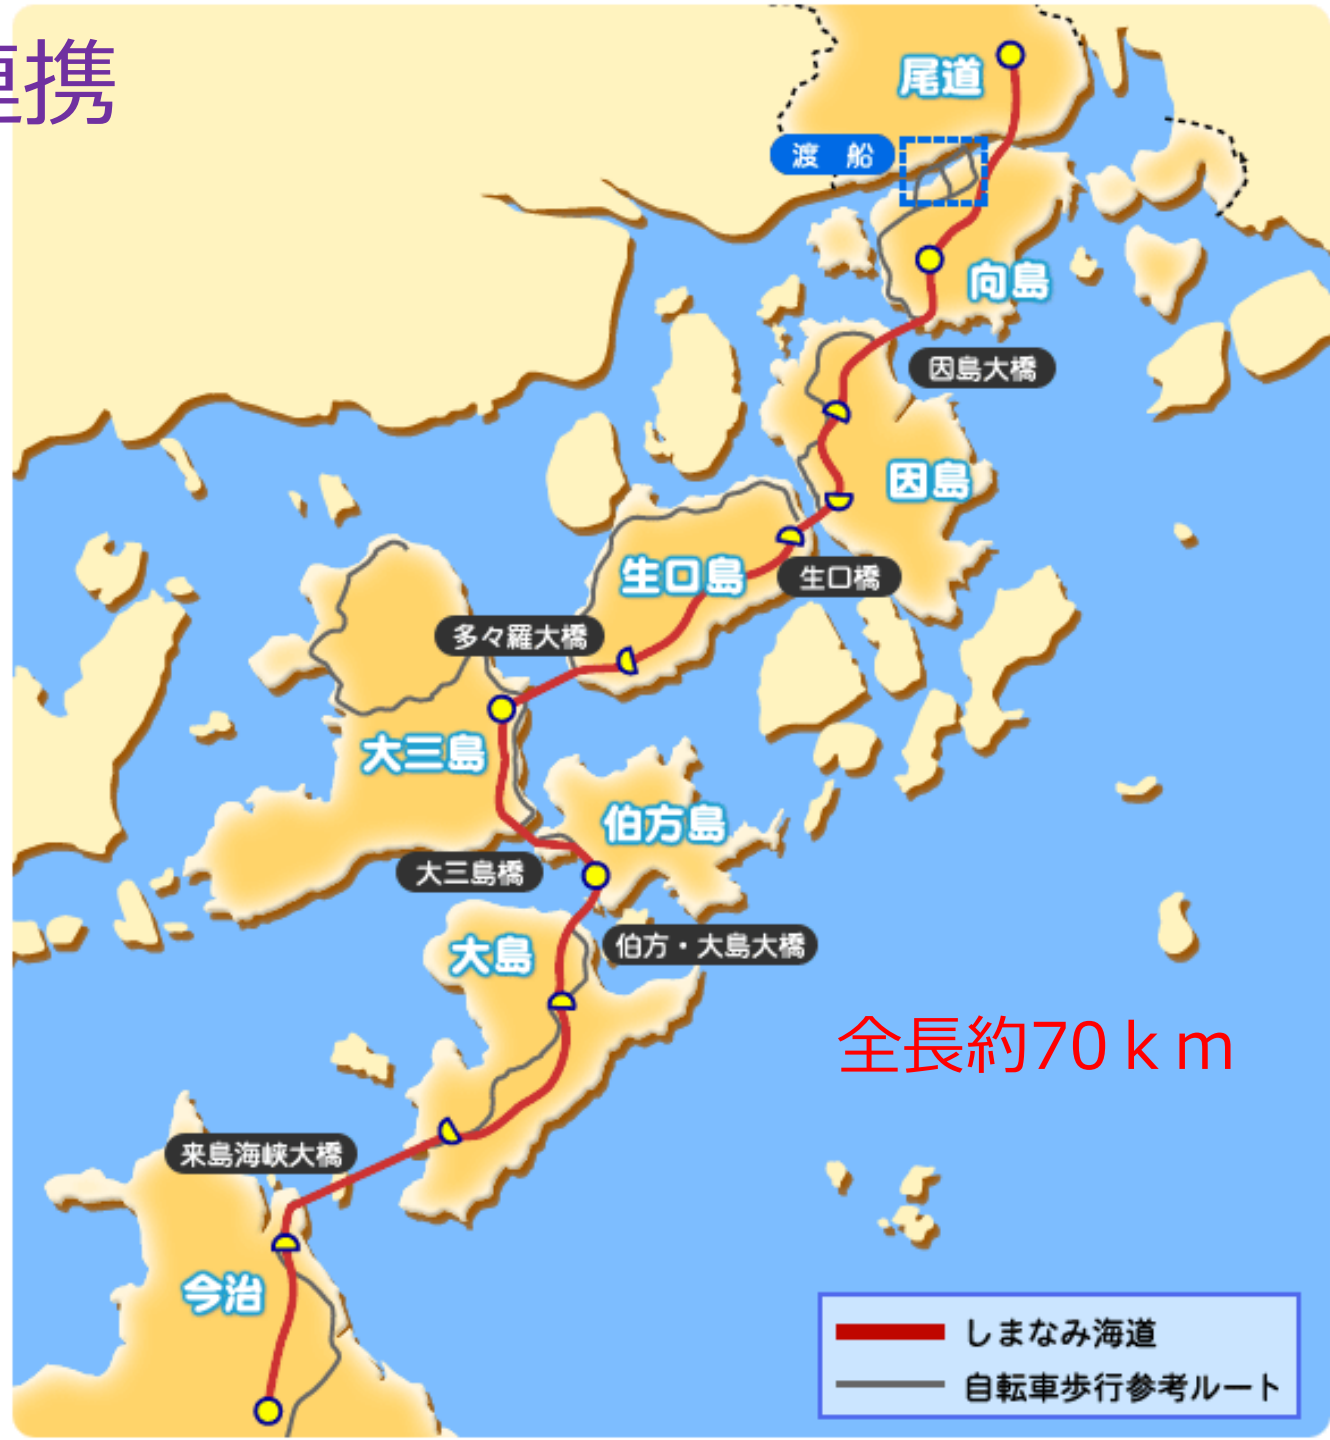 連携
尾道
渡 船
向島
因島大橋
因島
生口島
生口橋
多々羅大橋
大三島
伯方島
大三島橋
大島
伯方・大島大橋
全長約70ｋｍ
来島海峡大橋
今治
しまなみ海道
自転車歩行参考ルート